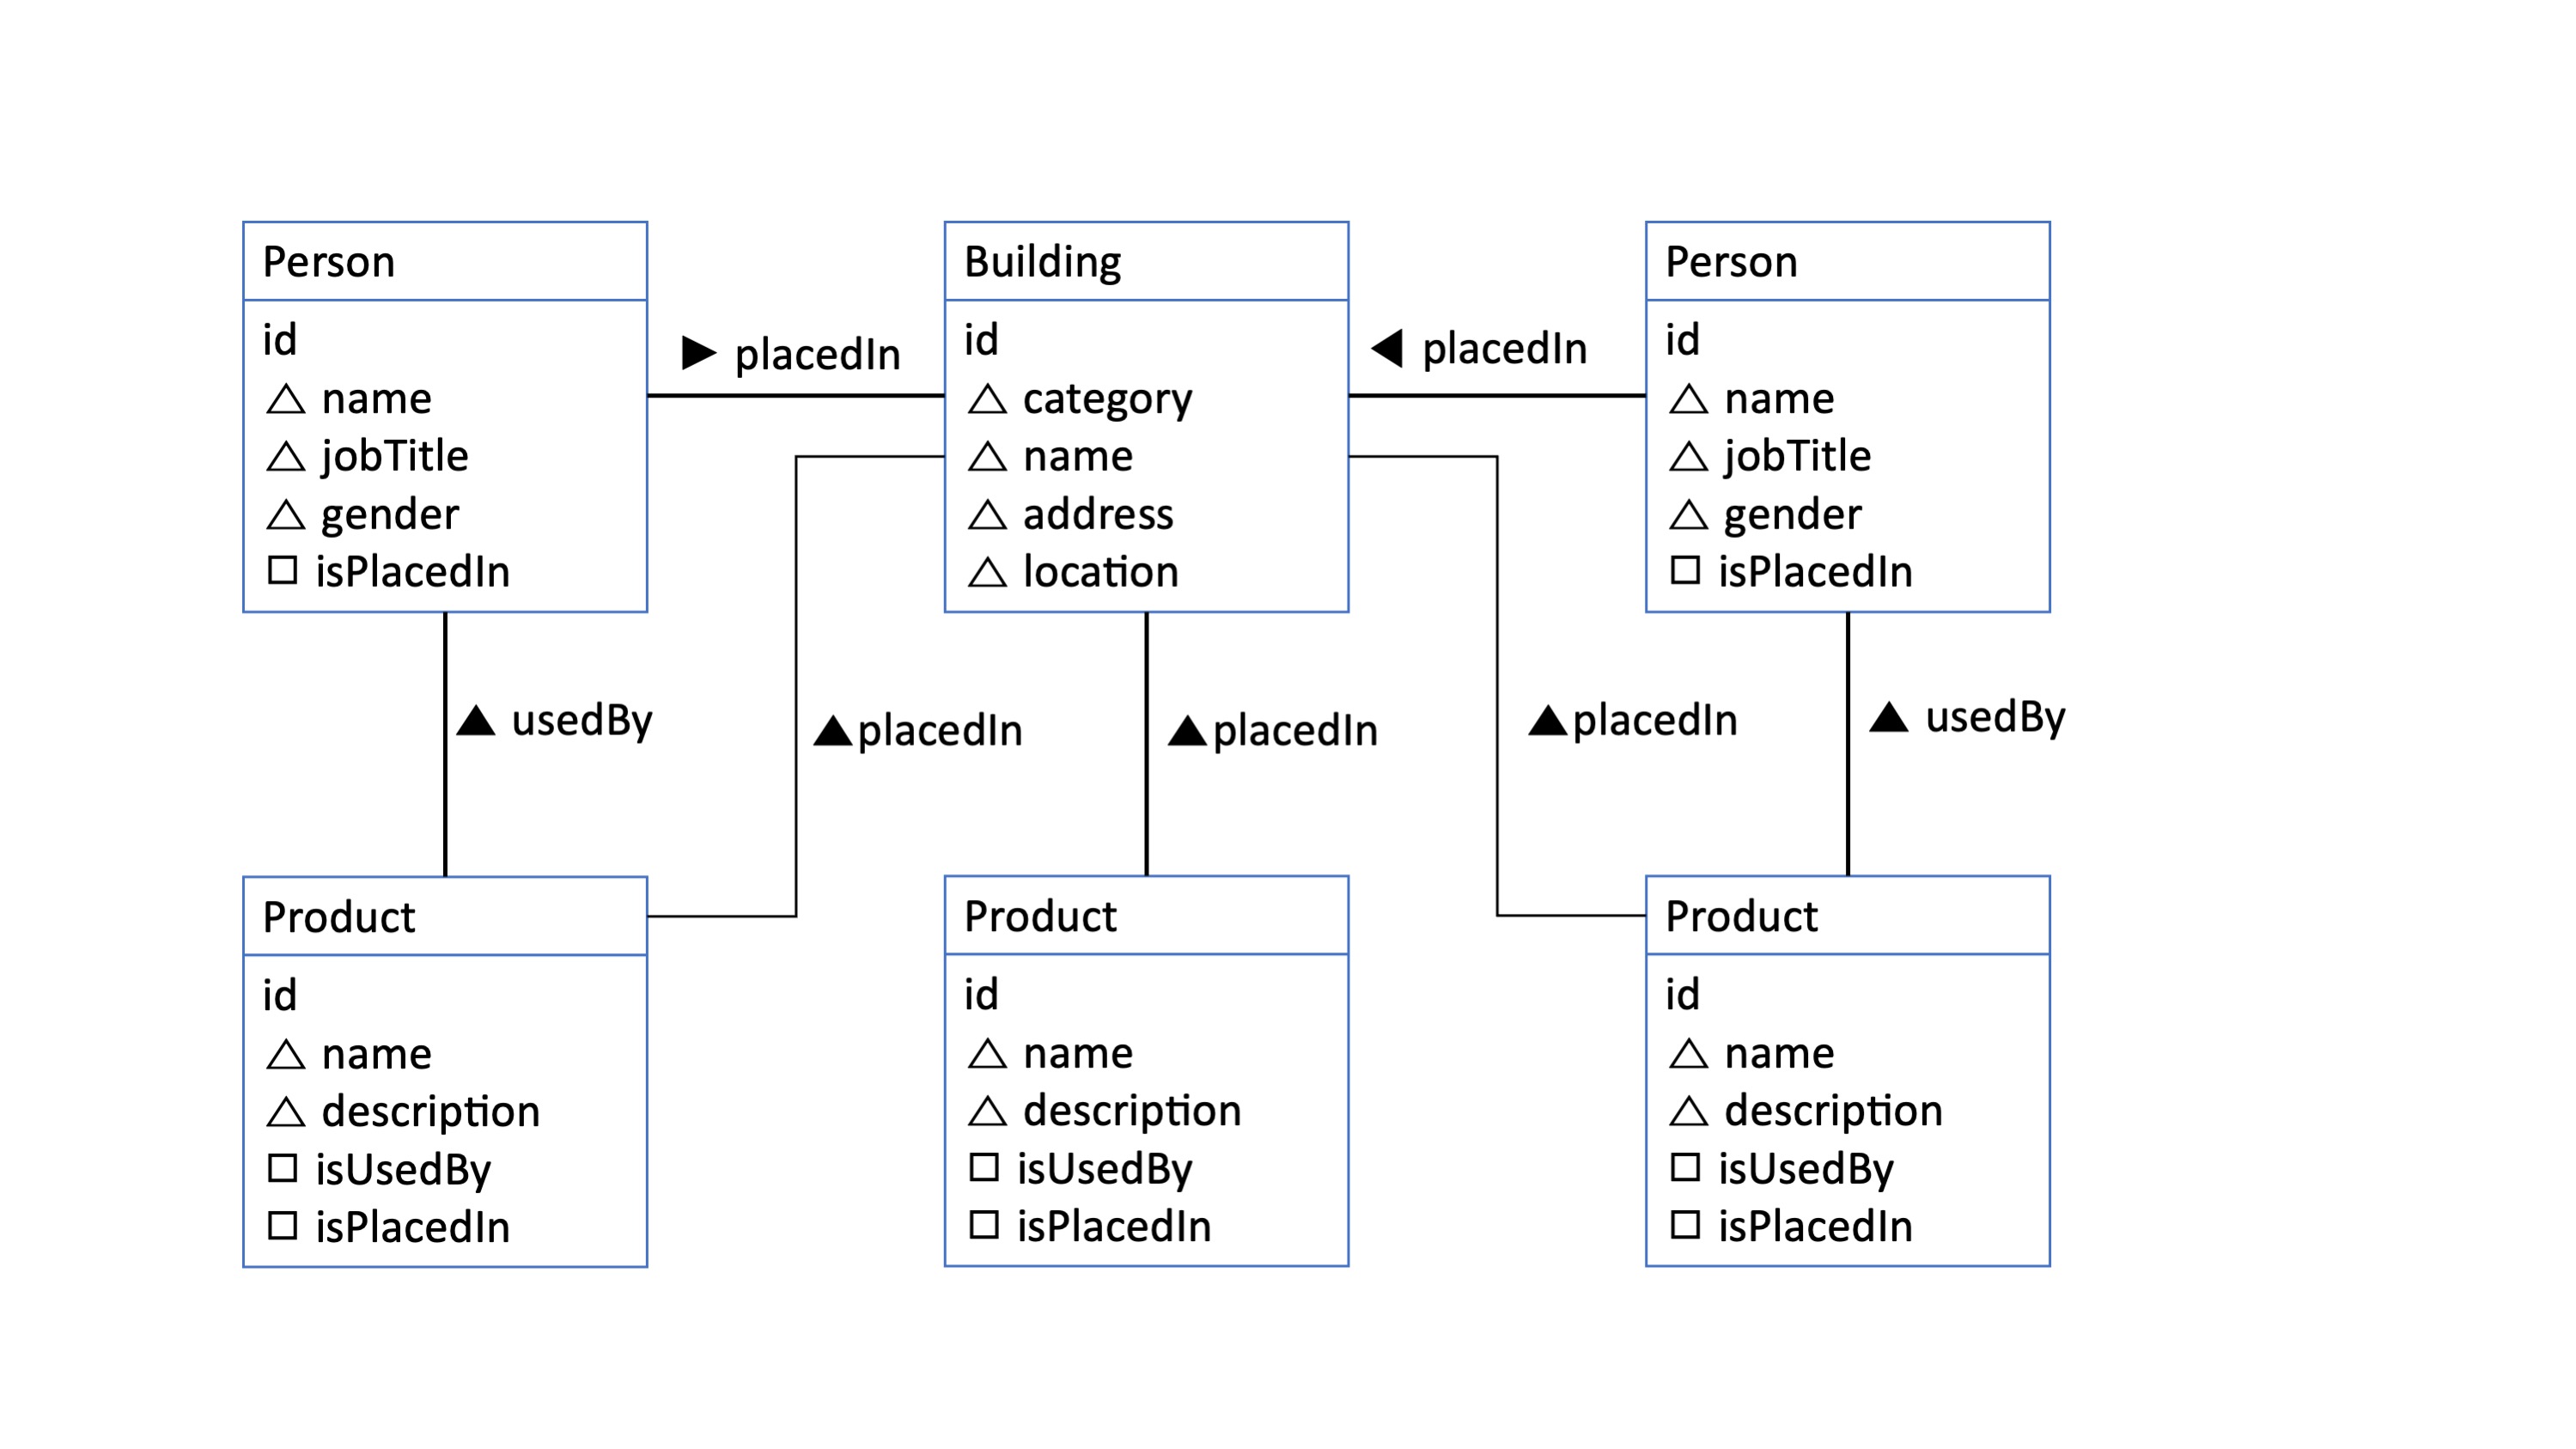 Person
id
△ name
△ jobTitle
△ gender
□ isPlacedIn
▶ placedIn
Building
id
△ category
△ name
△ address
△ location
◀ placedIn
Person
id
△ name
△ jobTitle
△ gender
□ isPlacedIn
▲ usedBy
▲placedIn
▲placedIn
▲placedIn
▲ usedBy
Product
id
△ name
△ description
□ isUsedBy
□ isPlacedIn
Product
id
△ name
△ description
□ isUsedBy
□ isPlacedIn
Product
id
△ name
△ description
□ isUsedBy
□ isPlacedIn